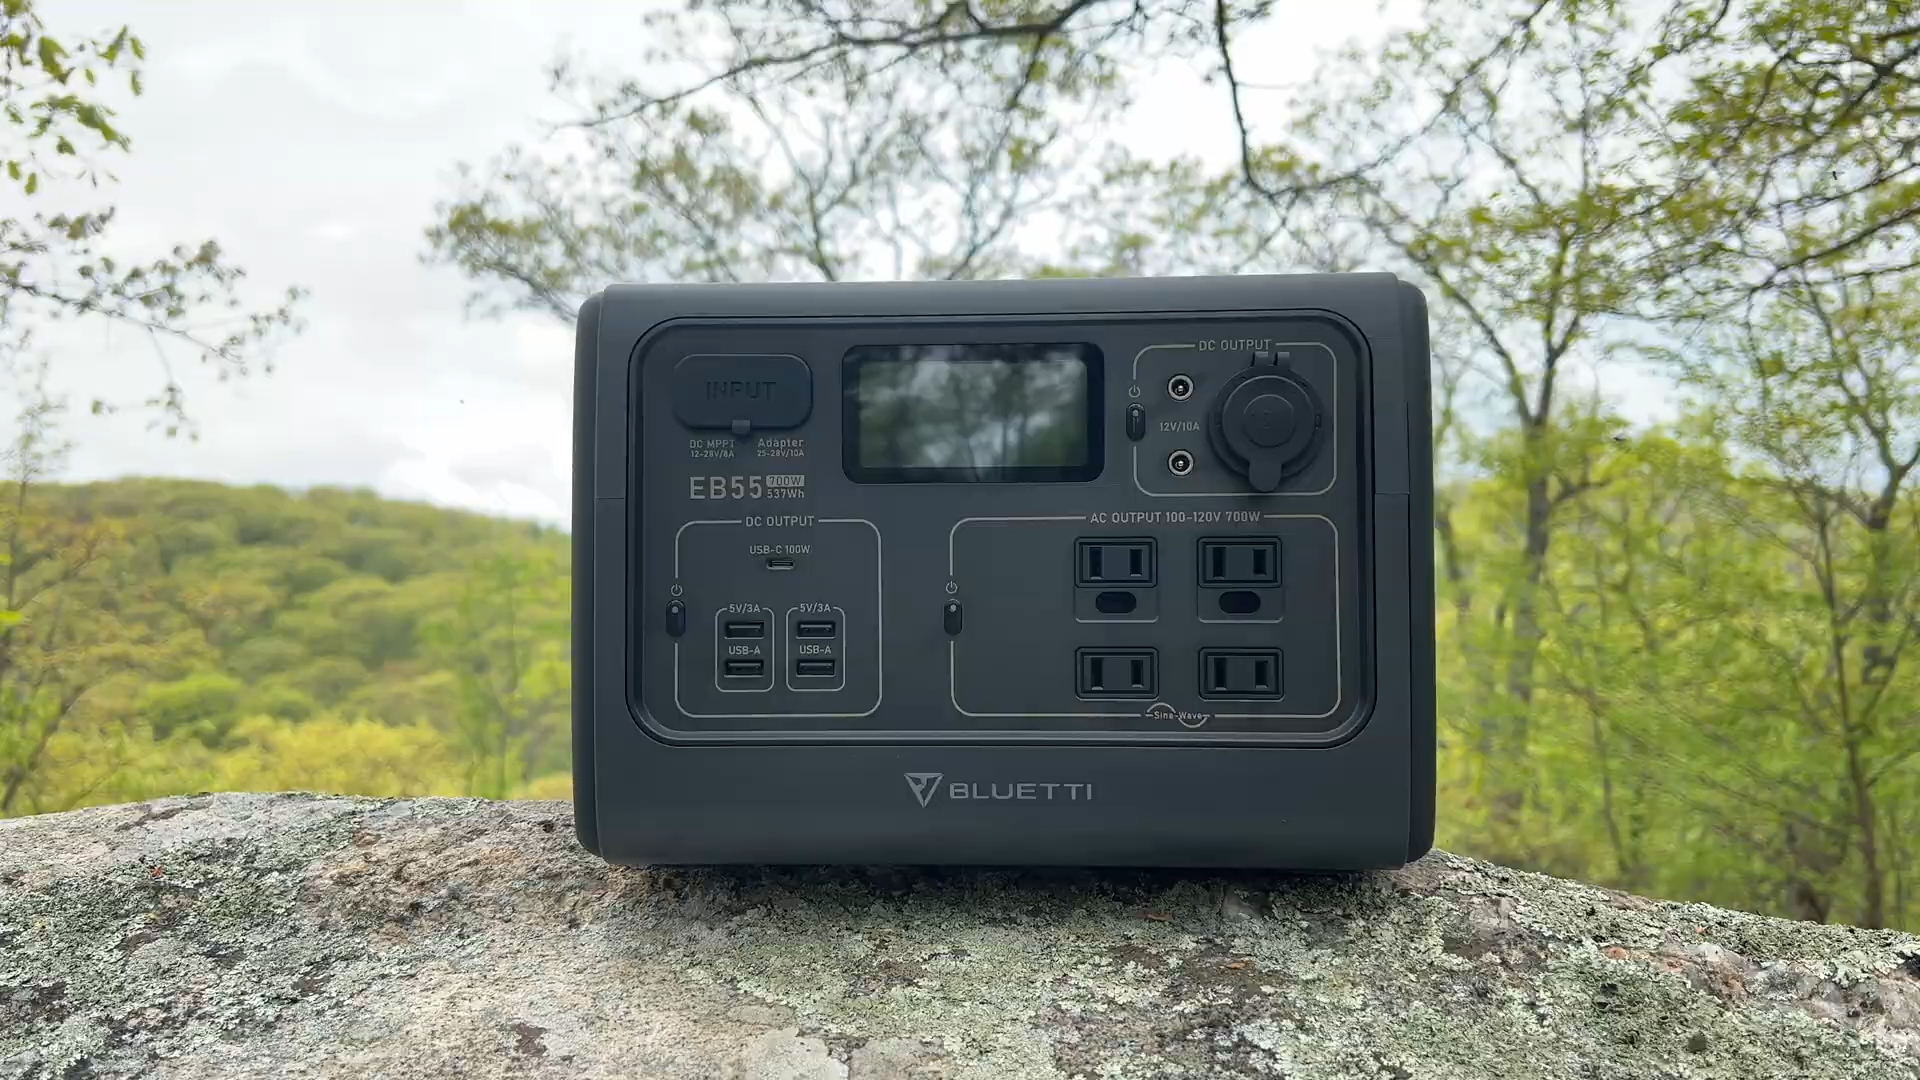 INPUT
DC MPPT
12-28V/8A
Adapter
25-28V/10A
EB55 700W
537Wh
DC OUTPUT
12V/10A
DC OUTPUT
USB-C 100W
5V/3A
5V/3A
USB-A
USB-A
AC OUTPUT 100-120V 700W
Sine-Wave
BLUETTI